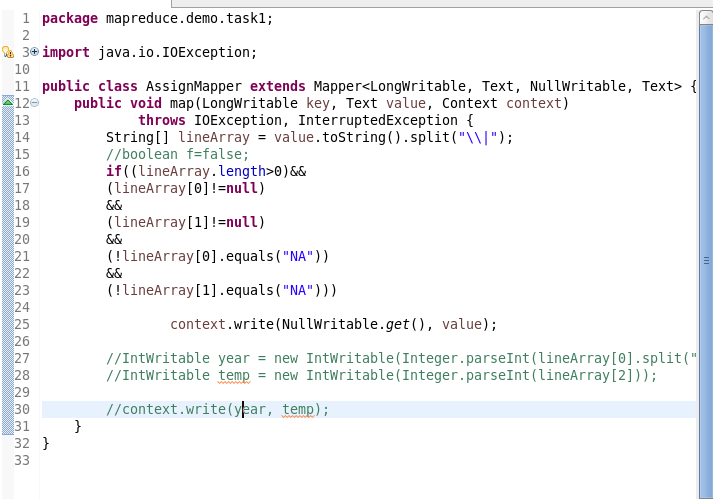 1 package mapreduce.demo.task1;
2
3 import java.io.IOException;
10
11 public class AssignMapper extends Mapper<LongWritable, Text, NullWritable, Text> {
12 public void map(LongWritable key, Text value, Context context)
13 throws IOException, InterruptedException {
14 String[] lineArray = value.toString().split("\\|");
15 //boolean f=false;
16 if((lineArray.length>0)&&
17 (lineArray[0]!=null)
18 &&
19 (lineArray[1]!=null)
20 &&
21 (!lineArray[0].equals("NA"))
22 &&
23 (!lineArray[1].equals("NA")))
24
25 context.write(NullWritable.get(), value);
26
27 //IntWritable year = new IntWritable(Integer.parseInt(lineArray[0].split("
28 //IntWritable temp = new IntWritable(Integer.parseInt(lineArray[2]));
29
30 //context.write(year, temp);
31 }
32 }
33